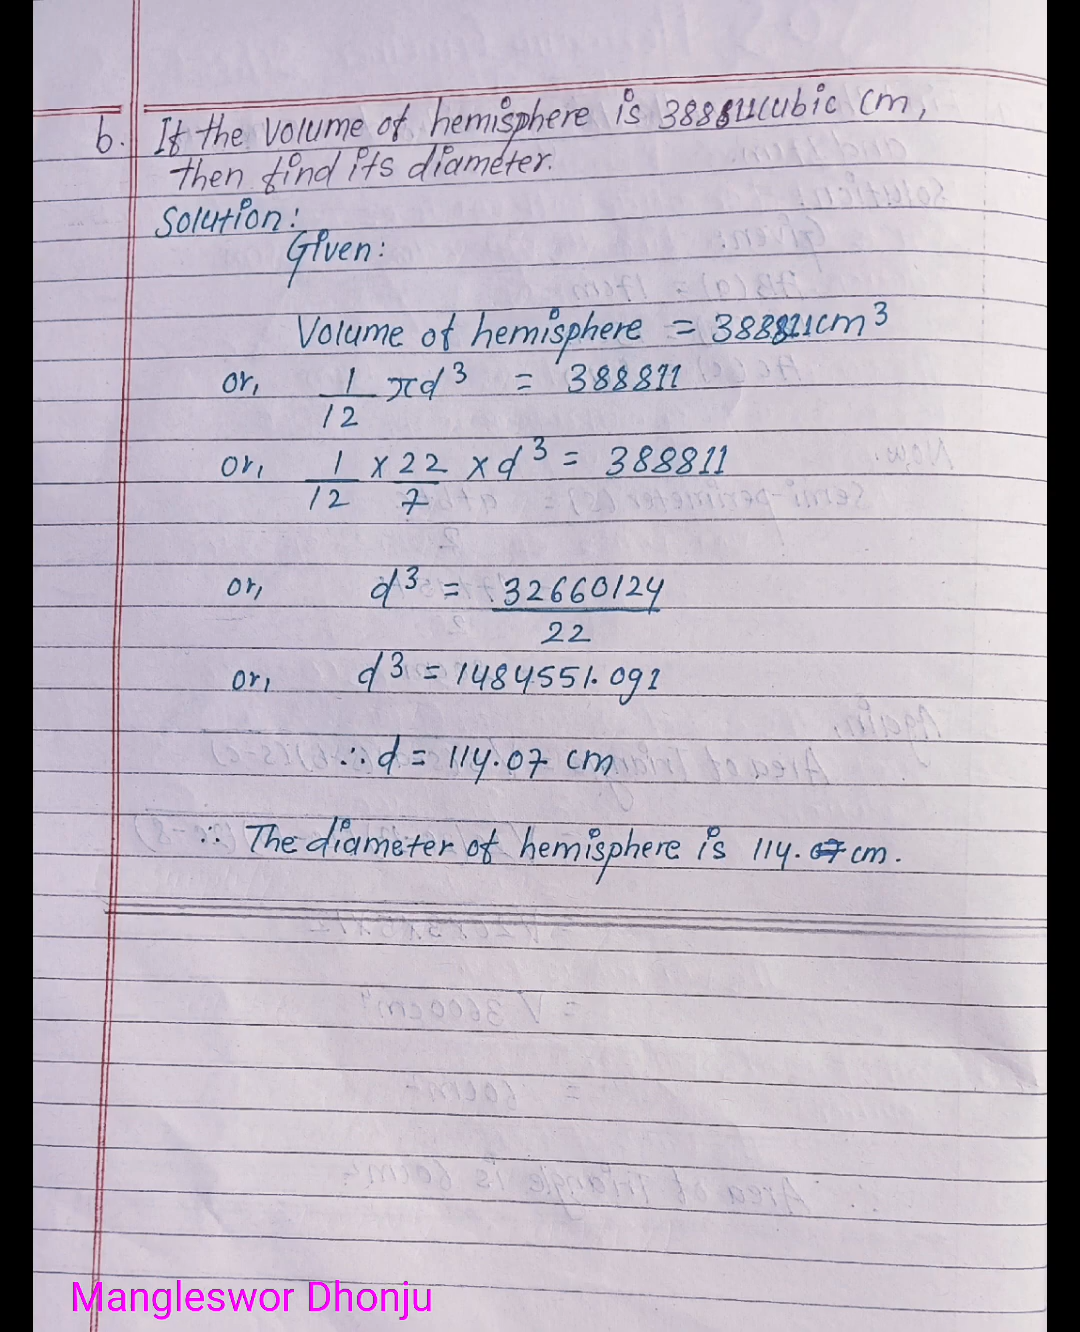 b. If the volume of hemisphere is 388811cubic cm,
then find its diameter.
Solution:
Given:
Volume of hemisphere = 388811cm³
or, 1/12 πd³ = 388811
or, 1/12 x 22/7 x d³ = 388811
or, d³ = 32660124/22
or, d³ = 1484551.091
∴ d = 114.07 cm
∴ The diameter of hemisphere is 114.07 cm.
Mangleswor Dhonju